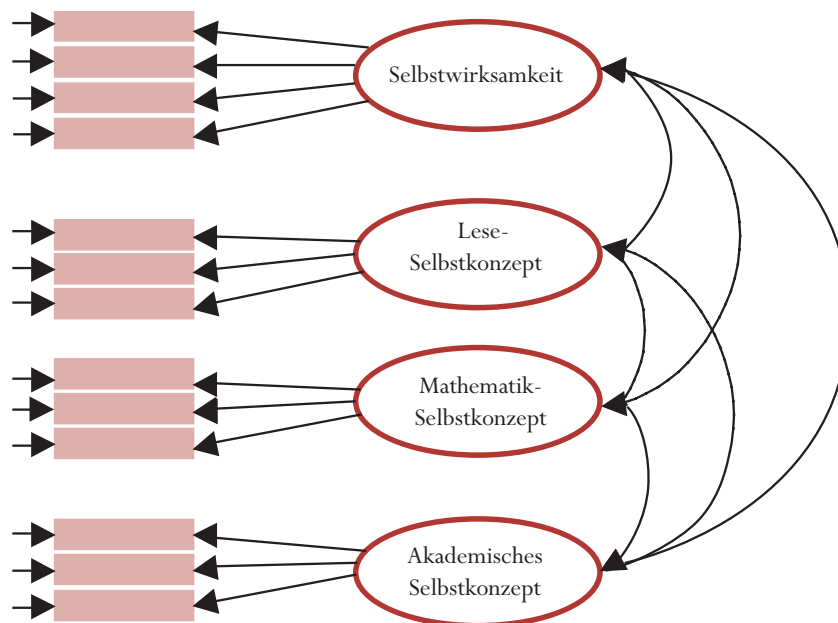 Selbstwirksamkeit
Lese-
Selbstkonzept
Mathematik-
Selbstkonzept
Akademisches
Selbstkonzept